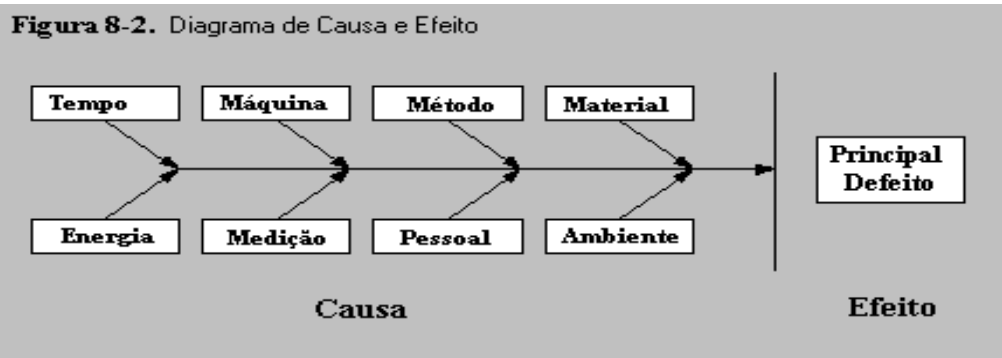 Figura 8-2. Diagrama de Causa e Efeito
Tempo
Máquina
Método
Material
Principal
Defeito
Energia
Medição
Pessoal
Ambiente
Causa
Efeito